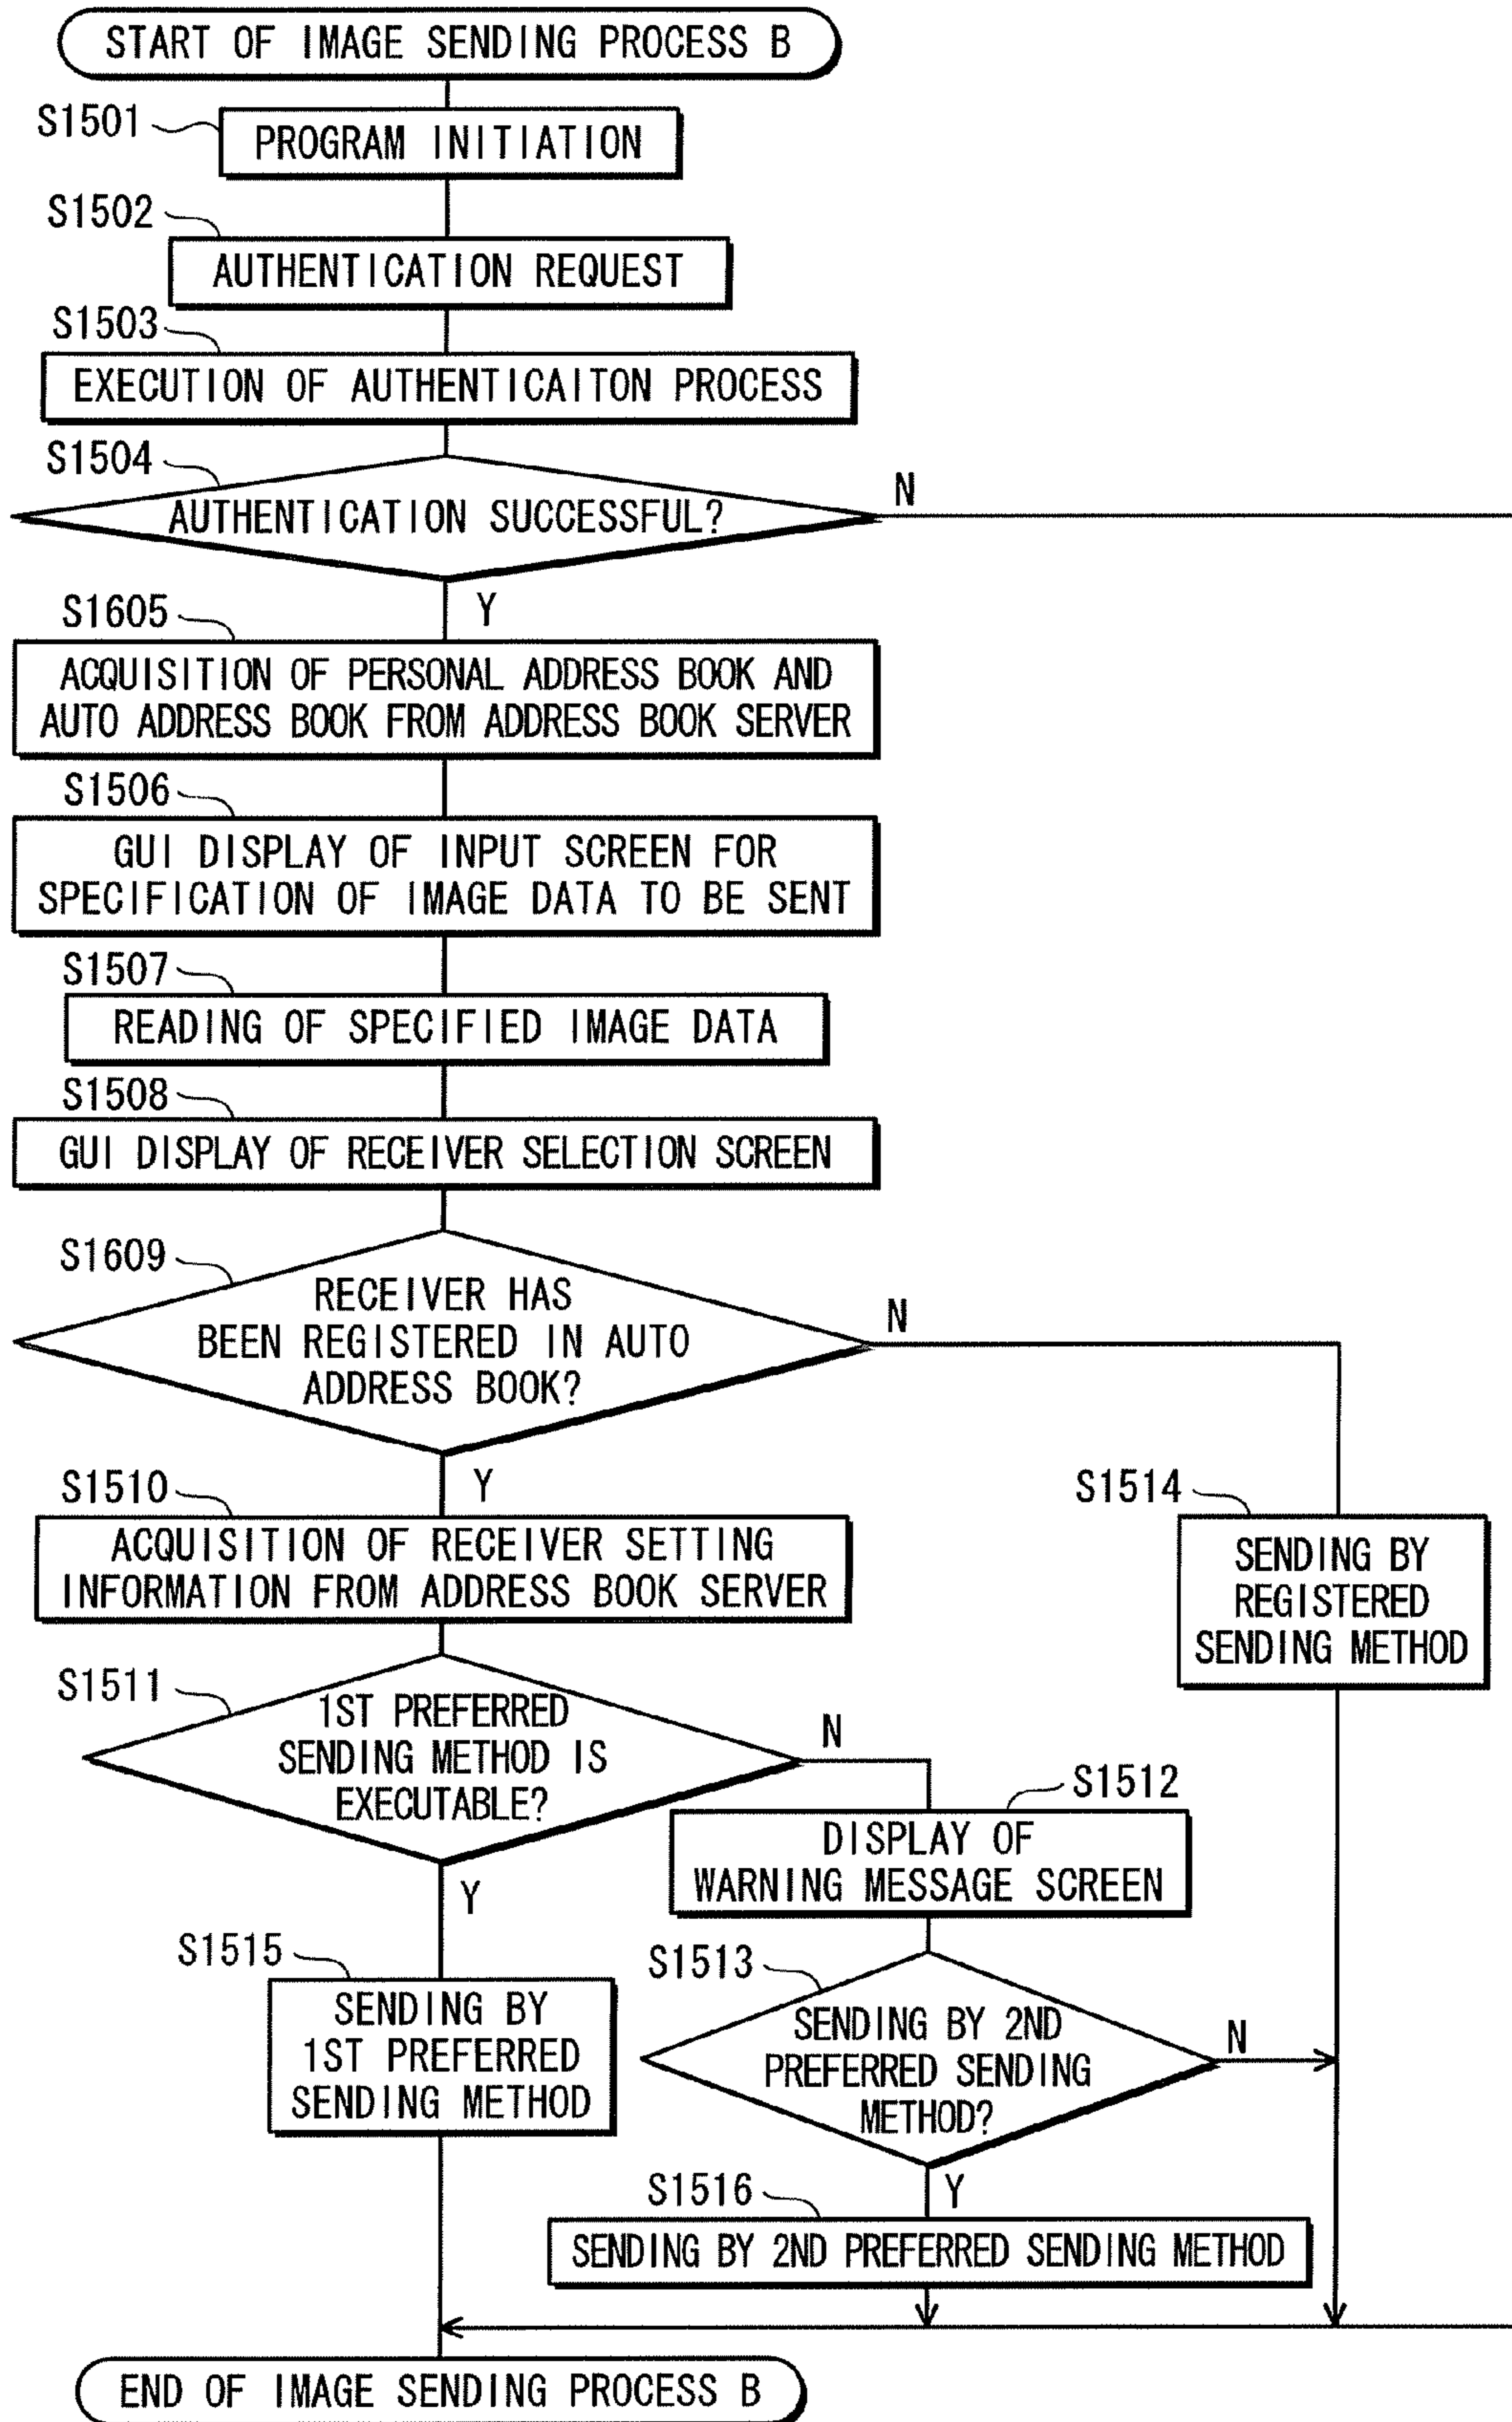 START OF IMAGE SENDING PROCESS B
S1501
PROGRAM INITIATION
S1502
AUTHENTICATION REQUEST
S1503
EXECUTION OF AUTHENTICAITON PROCESS
S1504
AUTHENTICATION SUCCESSFUL?
N
Y
S1605
ACQUISITION OF PERSONAL ADDRESS BOOK AND
AUTO ADDRESS BOOK FROM ADDRESS BOOK SERVER
S1506
GUI DISPLAY OF INPUT SCREEN FOR
SPECIFICATION OF IMAGE DATA TO BE SENT
S1507
READING OF SPECIFIED IMAGE DATA
S1508
GUI DISPLAY OF RECEIVER SELECTION SCREEN
S1609
RECEIVER HAS
BEEN REGISTERED IN AUTO
ADDRESS BOOK?
N
Y
S1510
ACQUISITION OF RECEIVER SETTING
INFORMATION FROM ADDRESS BOOK SERVER
S1514
SENDING BY
REGISTERED
SENDING METHOD
S1511
1ST PREFERRED
SENDING METHOD IS
EXECUTABLE?
N
Y
S1512
DISPLAY OF
WARNING MESSAGE SCREEN
S1515
SENDING BY
1ST PREFERRED
SENDING METHOD
S1513
SENDING BY 2ND
PREFERRED SENDING
METHOD?
N
Y
S1516
SENDING BY 2ND PREFERRED SENDING METHOD
END OF IMAGE SENDING PROCESS B